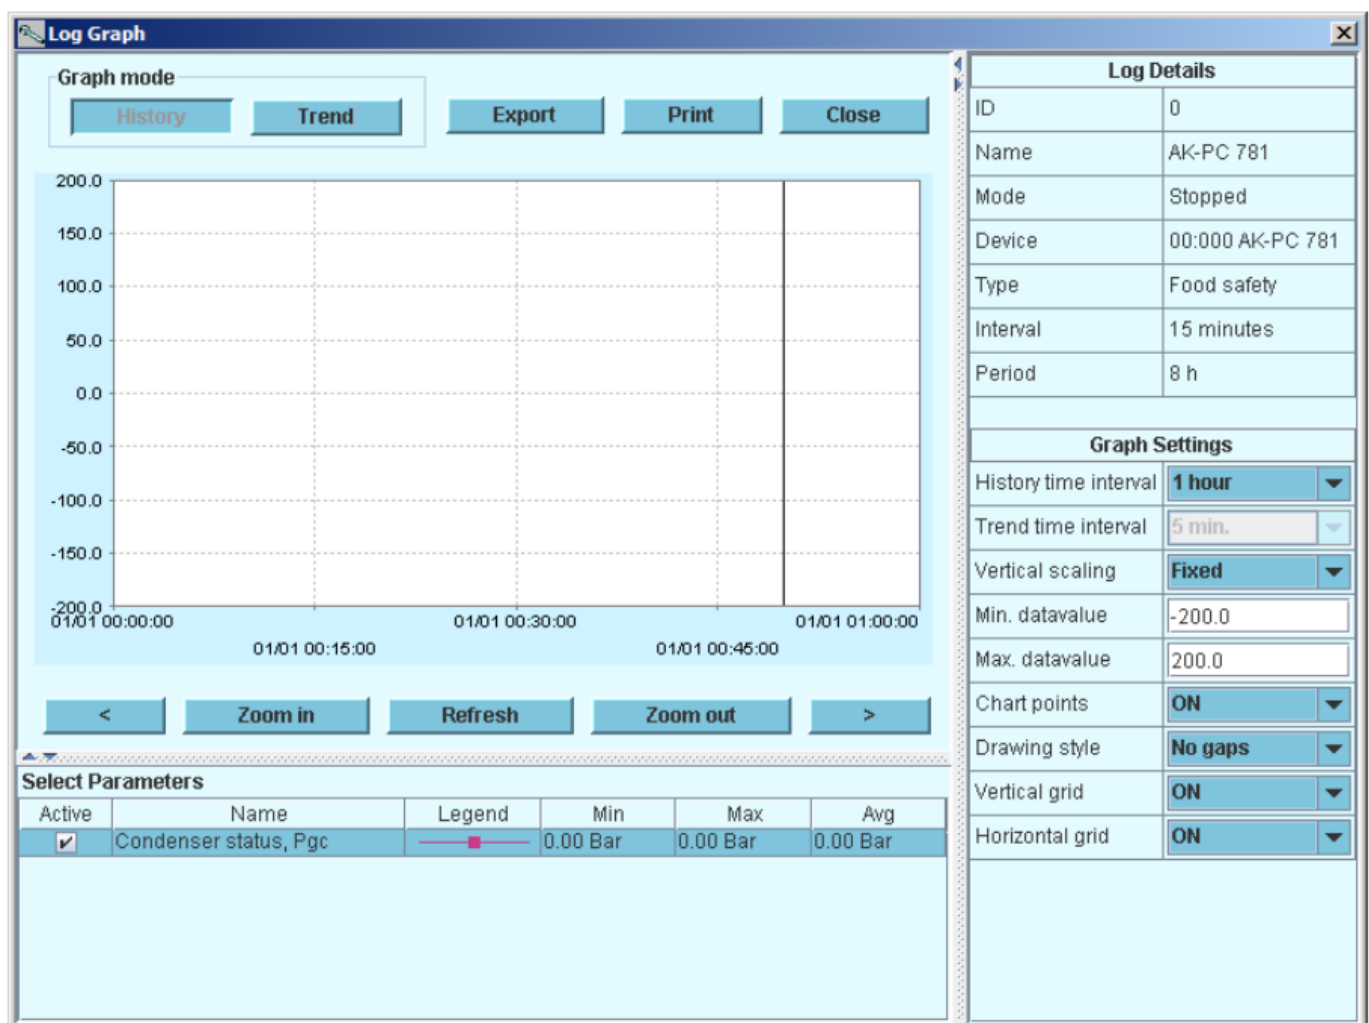 Log Graph
Graph mode
History Trend Export Print Close
200.0
150.0
100.0
50.0
0.0
-50.0
-100.0
-150.0
-200.0
01/01 00:00:00 01/01 00:30:00 01/01 01:00:00
01/01 00:15:00 01/01 00:45:00
< Zoom in Refresh Zoom out >
Select Parameters
Active Name Legend Min Max Avg
Condenser status, Pgc 0.00 Bar 0.00 Bar 0.00 Bar
Log Details
ID 0
Name AK-PC 781
Mode Stopped
Device 00:000 AK-PC 781
Type Food safety
Interval 15 minutes
Period 8 h
Graph Settings
History time interval 1 hour
Trend time interval 5 min.
Vertical scaling Fixed
Min. datavalue -200.0
Max. datavalue 200.0
Chart points ON
Drawing style No gaps
Vertical grid ON
Horizontal grid ON